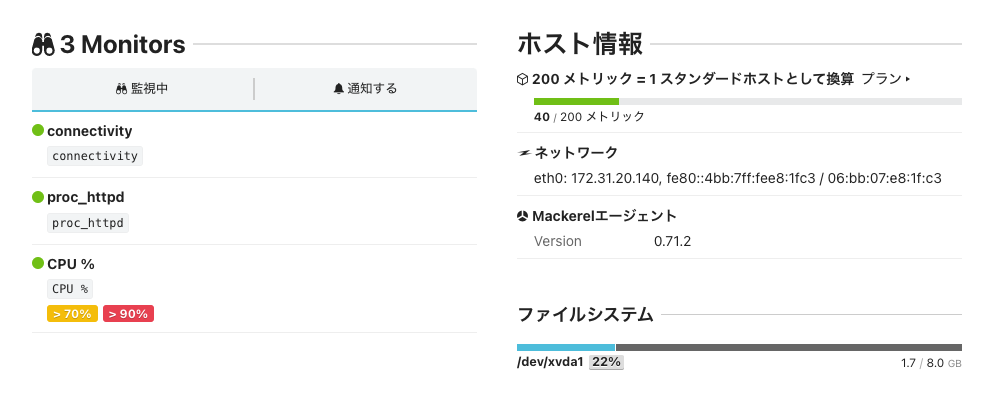 3 Monitors
監視中
通知する
connectivity
connectivity
proc_httpd
proc_httpd
CPU %
CPU %
> 70% > 90%
ホスト情報
200 メトリック = 1 スタンダードホストとして換算 プラン ▸
40 / 200 メトリック
ネットワーク
eth0: 172.31.20.140, fe80::4bb:7ff:fee8:1fc3 / 06:bb:07:e8:1f:c3
Mackerelエージェント
Version 0.71.2
ファイルシステム
/dev/xvda1 22% 1.7 / 8.0 GB